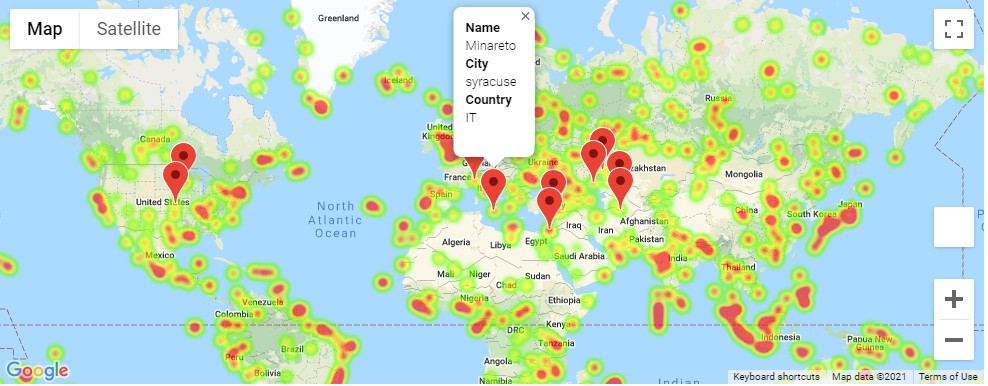 Map
Satellite
Name
Minareto
City
syracuse
Country
IT
Greenland
Iceland
Russia
Canada
United
Ukraine
France
Mongolia
United States
Spain
North
Atlantic
Ocean
China
South Korea
Japan
Afghanistan
Iraq
Iran
Pakistan
Algeria
Libya
Egypt
Saudi Arabia
India
Mexico
Mali
Niger
Chad
Sudan
Thailand
Nigeria
Ethiopia
Venezuela
Colombia
DRC
Kenya
Tanzania
Indonesia
Papua New
Guinea
Peru
Brazil
Bolivia
Angola
Namibia
Indian
Google
Keyboard shortcuts
Map data ©2021
Terms of Use